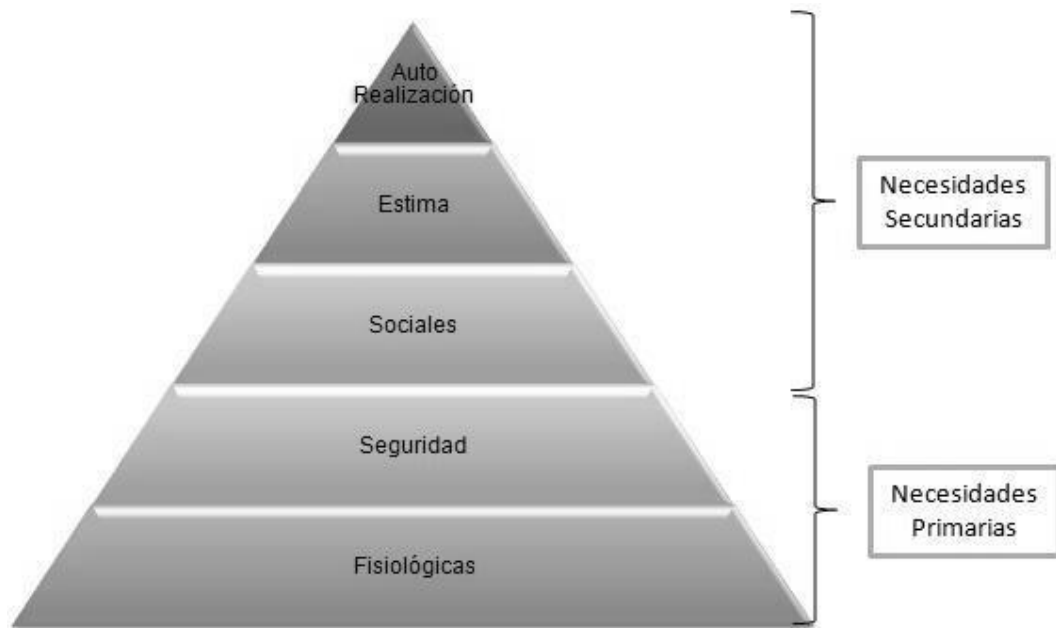 Auto
Realización
Estima
Sociales
Seguridad
Fisiológicas
Necesidades
Secundarias
Necesidades
Primarias